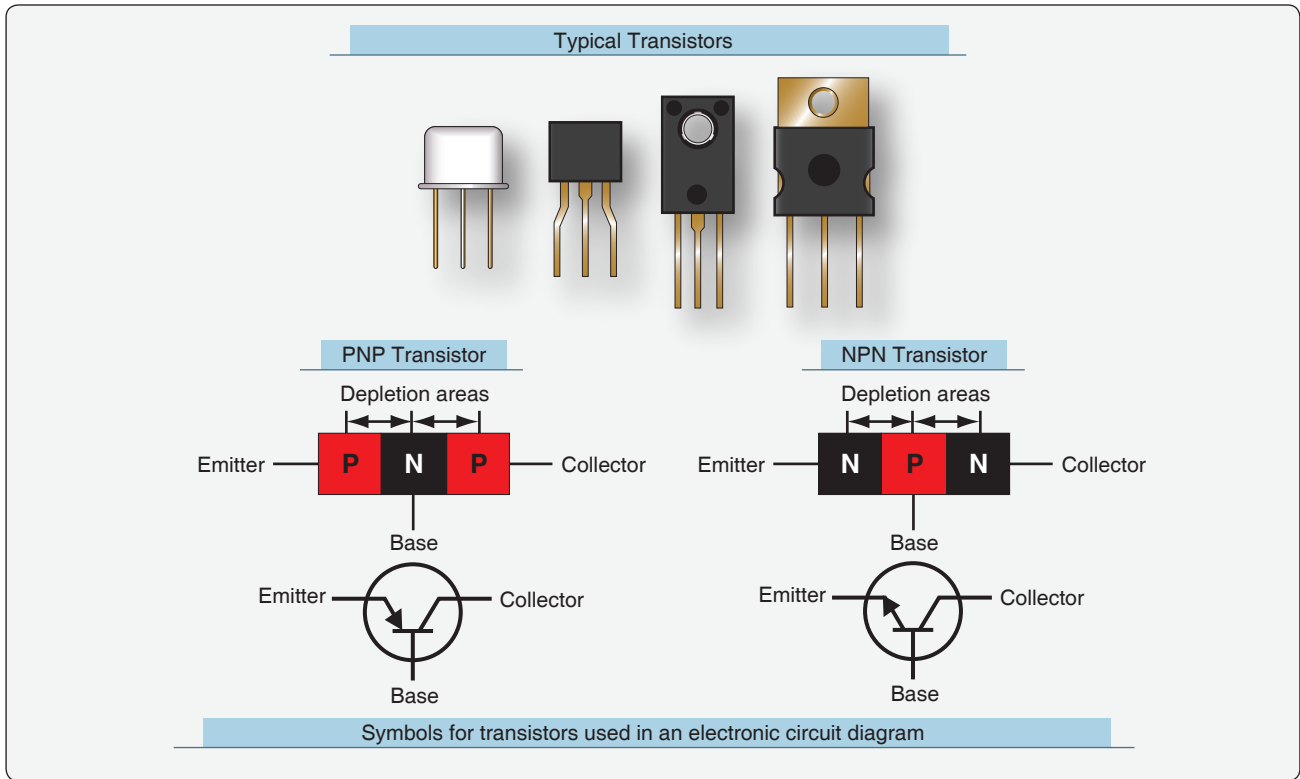 Typical Transistors
PNP Transistor
Depletion areas
Emitter
P
N
P
Collector
Base
Emitter
Collector
Base
NPN Transistor
Depletion areas
Emitter
N
P
N
Collector
Base
Emitter
Collector
Base
Symbols for transistors used in an electronic circuit diagram